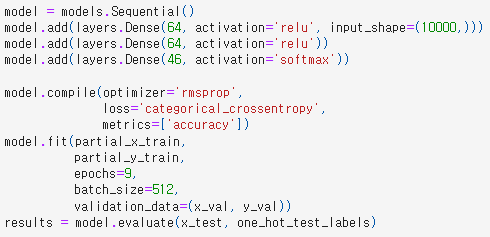 model = models.Sequential()
model.add(layers.Dense(64, activation='relu', input_shape=(10000,)))
model.add(layers.Dense(64, activation='relu'))
model.add(layers.Dense(46, activation='softmax'))

model.compile(optimizer='rmsprop',
              loss='categorical_crossentropy',
              metrics=['accuracy'])
model.fit(partial_x_train,
          partial_y_train,
          epochs=9,
          batch_size=512,
          validation_data=(x_val, y_val))
results = model.evaluate(x_test, one_hot_test_labels)